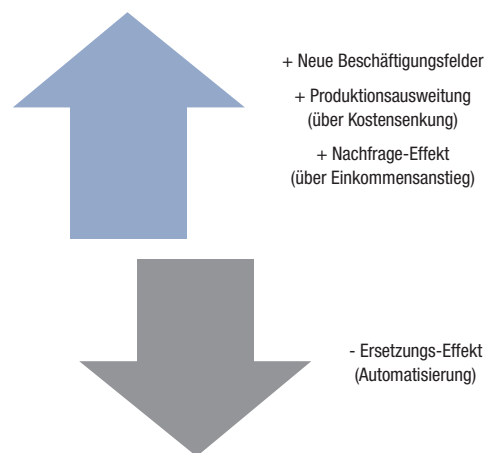 + Neue Beschäftigungsfelder
+ Produktionsausweitung
(über Kostensenkung)
+ Nachfrage-Effekt
(über Einkommensanstieg)
- Ersetzungs-Effekt
(Automatisierung)